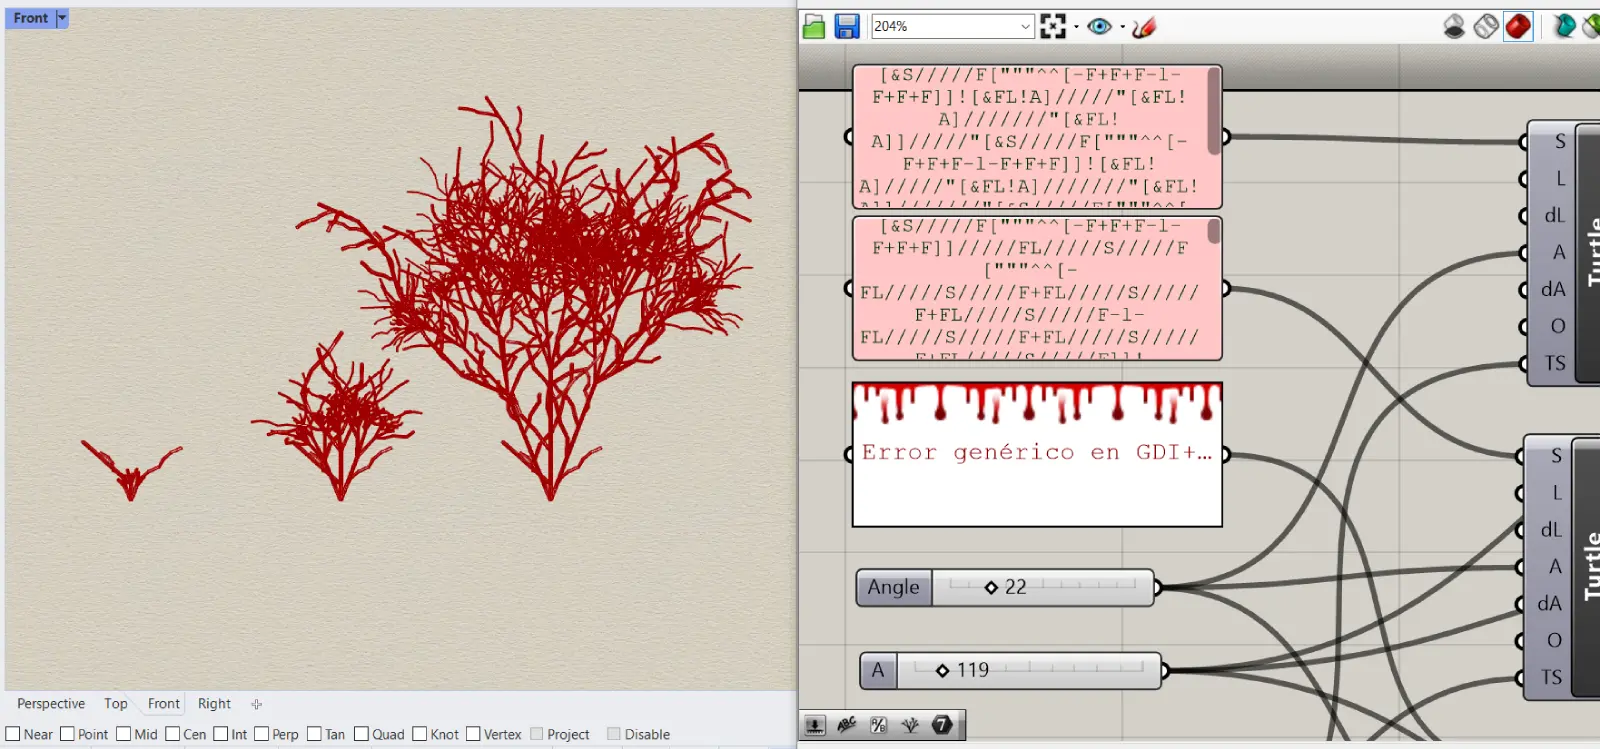 Front
204%
[&S/////F["""^^[-F+F+F-l-
F+F+F]]![&FL!A]/////"[&FL!
A]///////"[&FL!
A]]/////"[&S/////F["""^^[-
F+F+F-l-F+F+F]]![&FL!
A]/////"[&FL!A]///////"[&FL!
[&S/////F["""^^[-F+F+F-l-
F+F+F]]/////FL/////S/////F
["""^^[-
FL/////S/////F+FL/////S/////
F+FL/////S/////F-l-
FL/////S/////F+FL/////S/////
Error genérico en GDI+...
Angle
22
A
119
S
L
dL
A
dA
O
TS
Turtle
S
L
dL
A
dA
O
TS
Turtle
Perspective Top Front Right
Near Point Mid Cen Int Perp Tan Quad Knot Vertex Project Disable
ABC
A/B
7